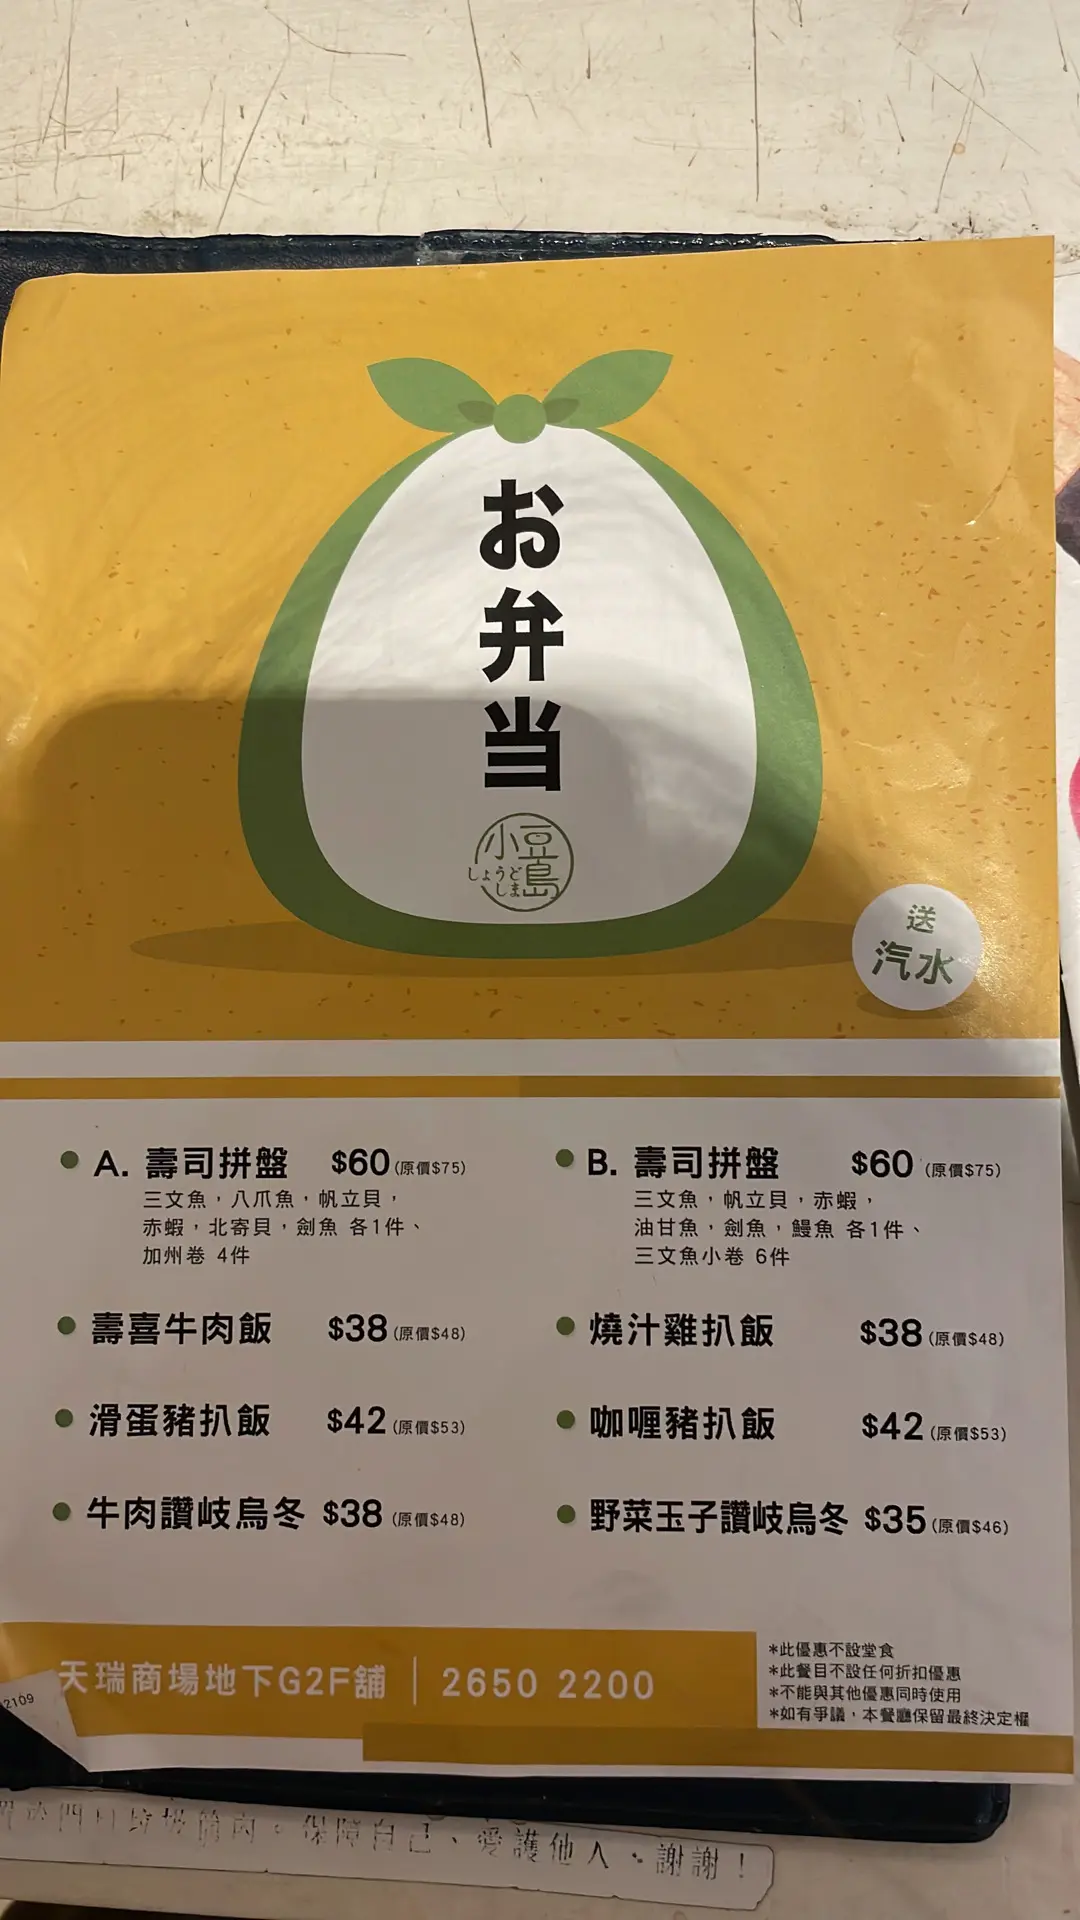 お弁当
小豆島
しょうど
しま
送
汽水
A. 壽司拼盤 $60 (原價$75)
三文魚，八爪魚，帆立貝，
赤蝦，北寄貝，劍魚 各1件、
加州卷 4件
B. 壽司拼盤 $60 (原價$75)
三文魚，帆立貝，赤蝦，
油甘魚，劍魚，鰻魚 各1件、
三文魚小卷 6件
壽喜牛肉飯 $38 (原價$48)
燒汁雞扒飯 $38 (原價$48)
滑蛋豬扒飯 $42 (原價$53)
咖喱豬扒飯 $42 (原價$53)
牛肉讚岐烏冬 $38 (原價$48)
野菜玉子讚岐烏冬 $35 (原價$46)
天瑞商場地下G2F舖 | 2650 2200
*此優惠不設堂食
*此餐目不設任何折扣優惠
*不能與其他優惠同時使用
*如有爭議，本餐廳保留最終決定權
2109
門口垃圾筒內。保障自己、愛護他人。謝謝！